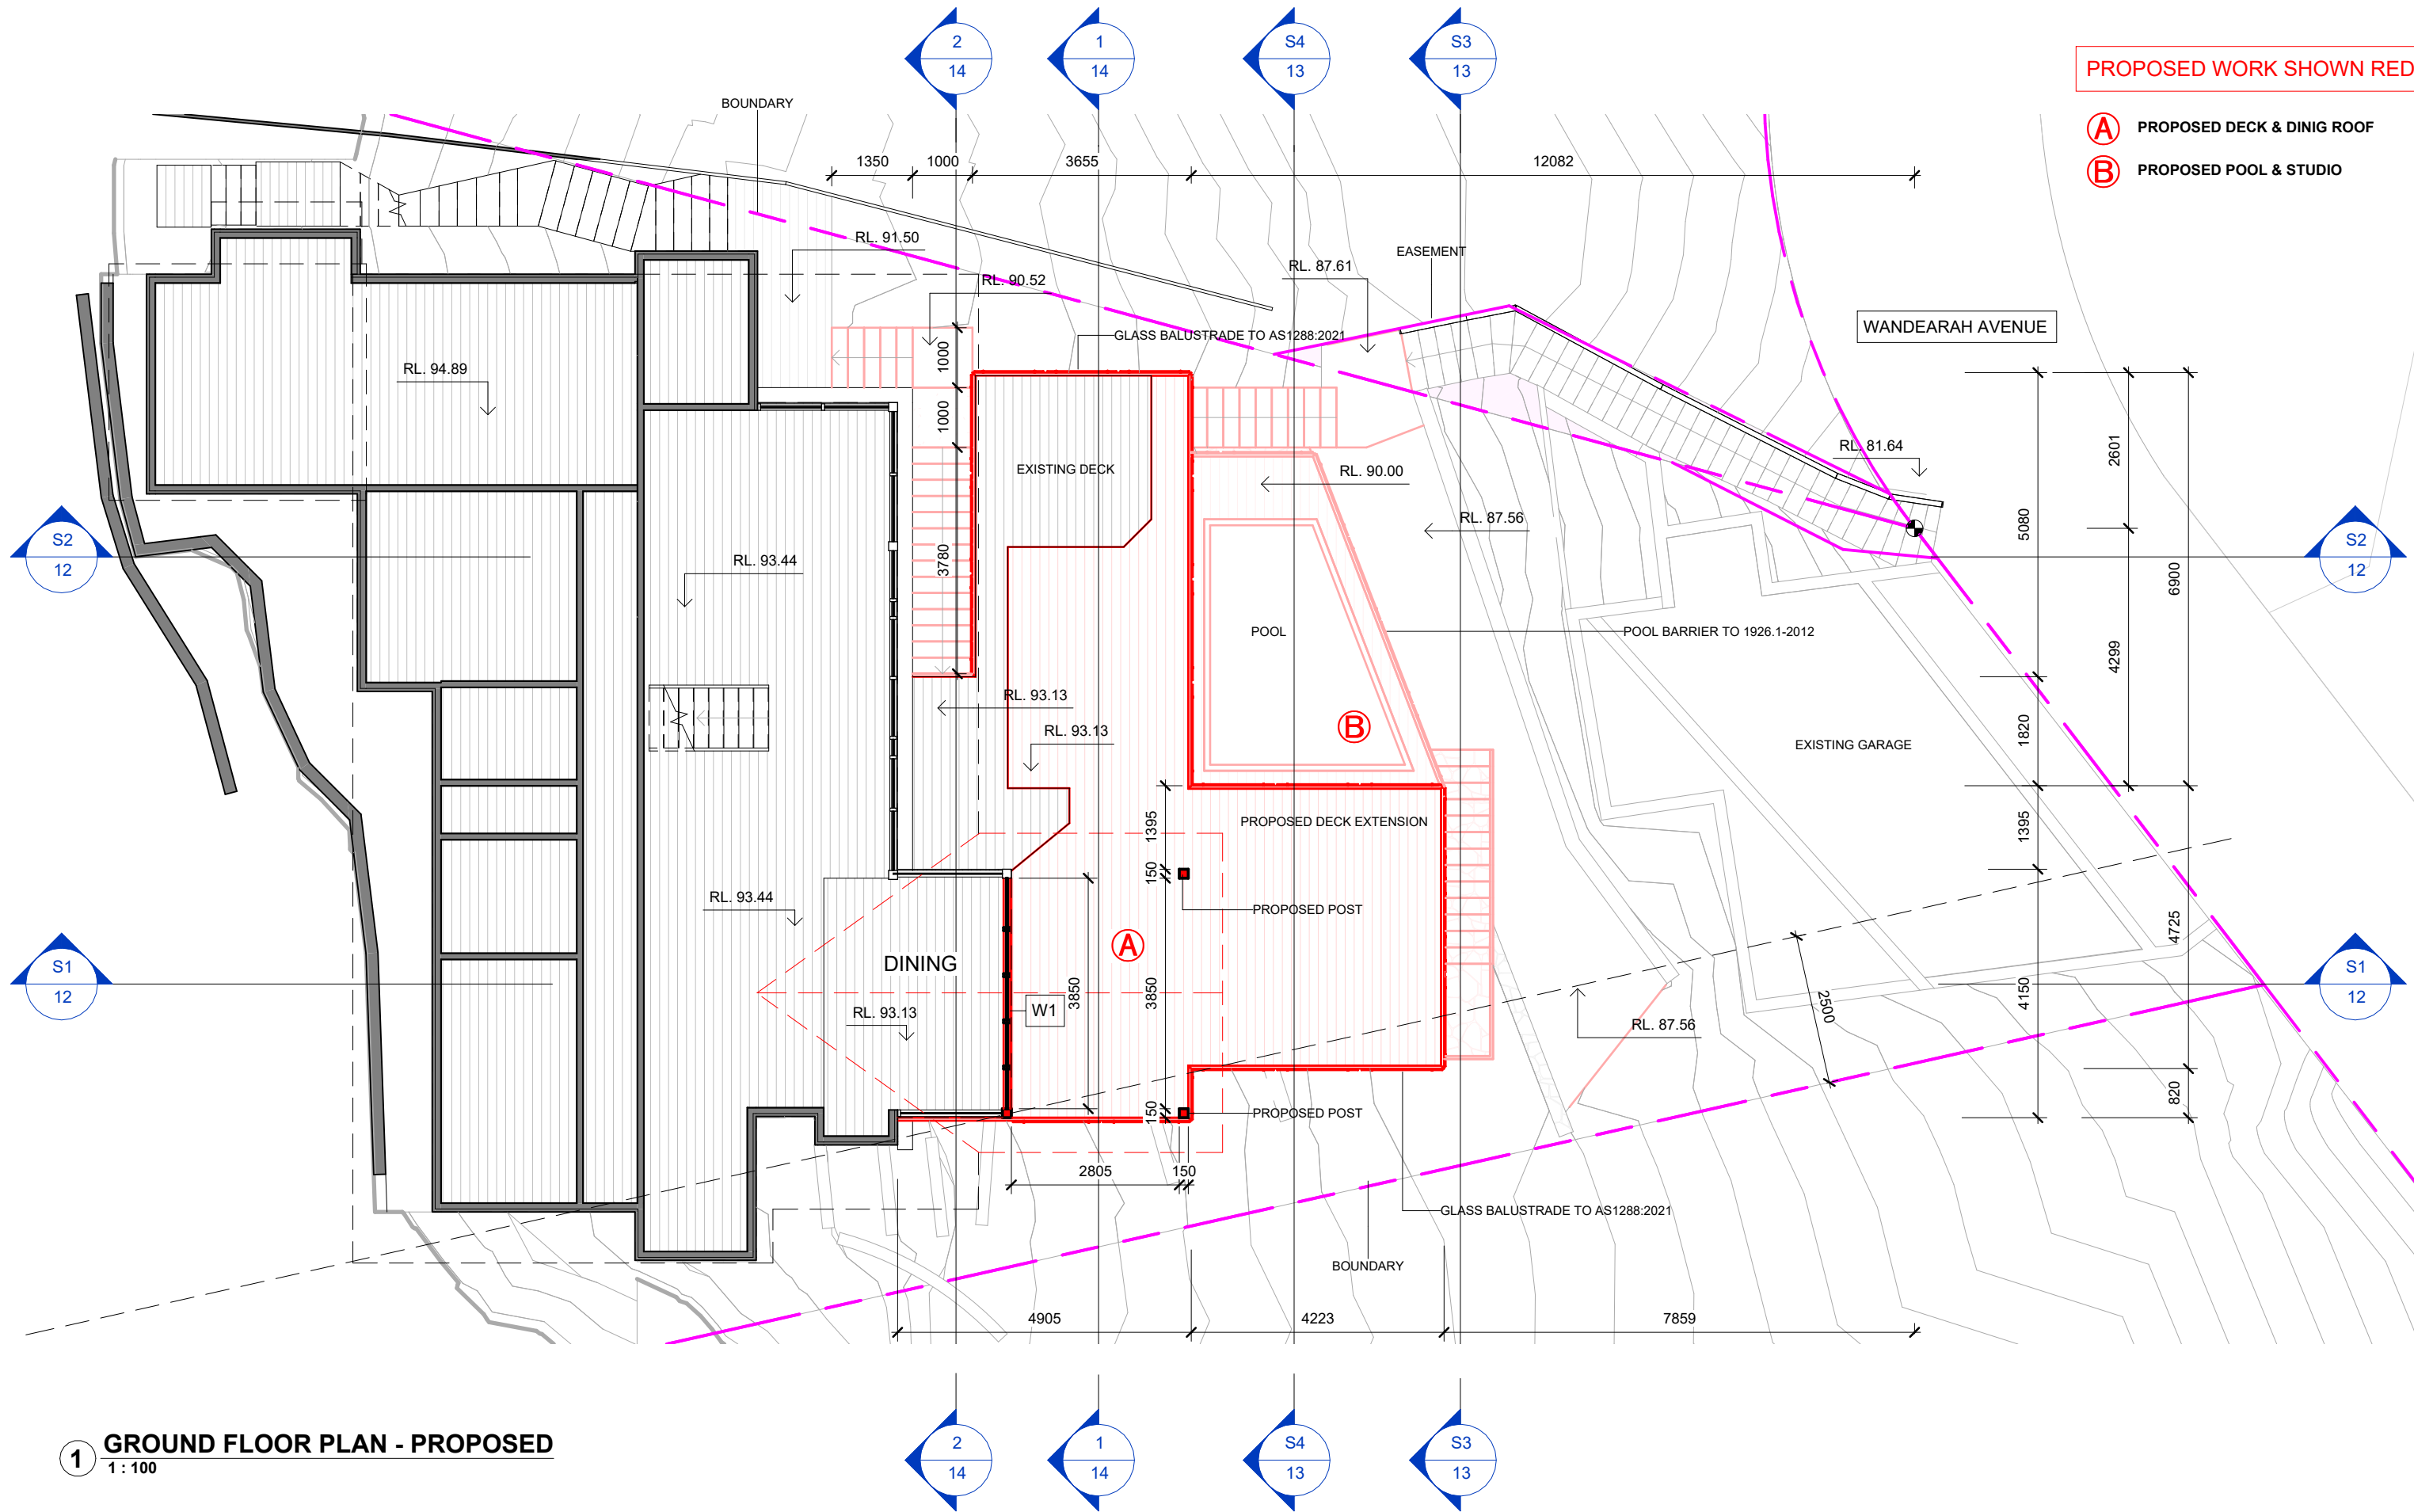 2
14
1
14
S4
13
S3
13
PROPOSED WORK SHOWN RED
A PROPOSED DECK & DINIG ROOF
B PROPOSED POOL & STUDIO
BOUNDARY
1350
1000
3655
12082
RL. 91.50
EASEMENT
RL. 90.52
RL. 87.61
WANDEARAH AVENUE
GLASS BALUSTRADE TO AS1288:2021
1000
RL. 94.89
1000
RL. 81.64
2601
EXISTING DECK
RL. 90.00
RL. 87.56
5080
S2
12
S2
12
3780
RL. 93.44
6900
POOL
POOL BARRIER TO 1926.1-2012
4299
RL. 93.13
RL. 93.13
B
1820
EXISTING GARAGE
1395
PROPOSED DECK EXTENSION
1395
150
RL. 93.44
PROPOSED POST
A
4725
DINING
S1
12
S1
12
3850
3850
4150
W1
RL. 93.13
2500
RL. 87.56
820
150
PROPOSED POST
2805
150
GLASS BALUSTRADE TO AS1288:2021
BOUNDARY
4905
4223
7859
1 GROUND FLOOR PLAN - PROPOSED
1 : 100
2
14
1
14
S4
13
S3
13